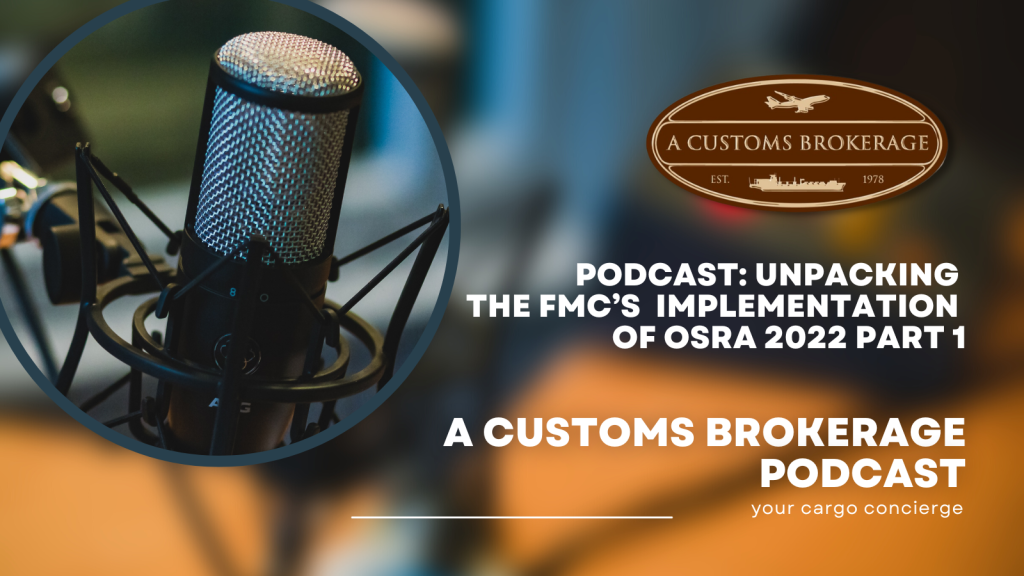 A CUSTOMS BROKERAGE
EST. 1978
PODCAST: UNPACKING
THE FMC’S IMPLEMENTATION
OF OSRA 2022 PART 1
A CUSTOMS BROKERAGE
PODCAST
your cargo concierge